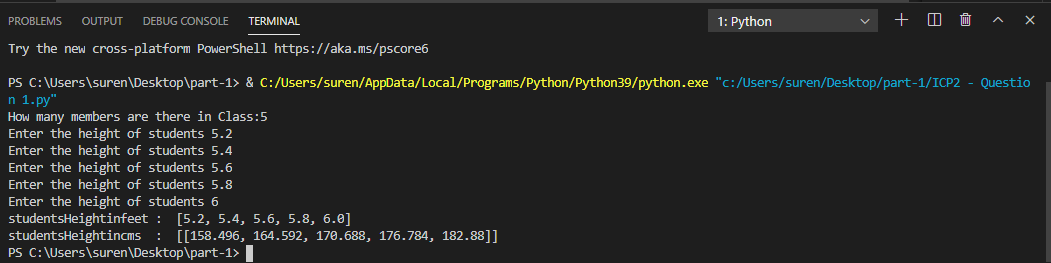 PROBLEMS OUTPUT DEBUG CONSOLE TERMINAL 1: Python
Try the new cross-platform PowerShell https://aka.ms/pscore6
PS C:\Users\suren\Desktop\part-1> & C:/Users/suren/AppData/Local/Programs/Python/Python39/python.exe "c:/Users/suren/Desktop/part-1/ICP2 - Questio
n 1.py"
How many members are there in Class:5
Enter the height of students 5.2
Enter the height of students 5.4
Enter the height of students 5.6
Enter the height of students 5.8
Enter the height of students 6
studentsHeightinfeet :  [5.2, 5.4, 5.6, 5.8, 6.0]
studentsHeightincms  :  [[158.496, 164.592, 170.688, 176.784, 182.88]]
PS C:\Users\suren\Desktop\part-1>